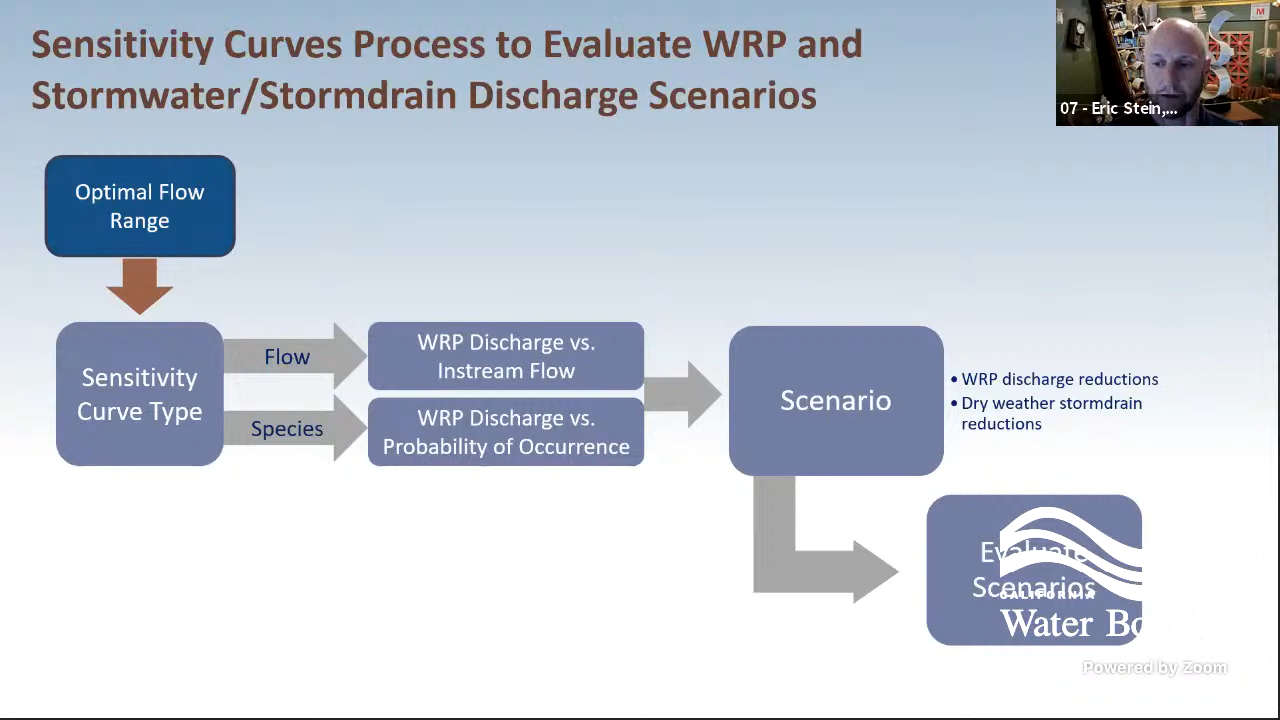 Sensitivity Curves Process to Evaluate WRP and
Stormwater/Stormdrain Discharge Scenarios
M
07 - Eric Stein,...
Optimal Flow
Range
Sensitivity
Curve Type
Flow
Species
WRP Discharge vs.
Instream Flow
WRP Discharge vs.
Probability of Occurrence
Scenario
• WRP discharge reductions
• Dry weather stormdrain
reductions
Evaluate
Scenarios
CALIFORNIA
Water Bo
Powered by Zoom